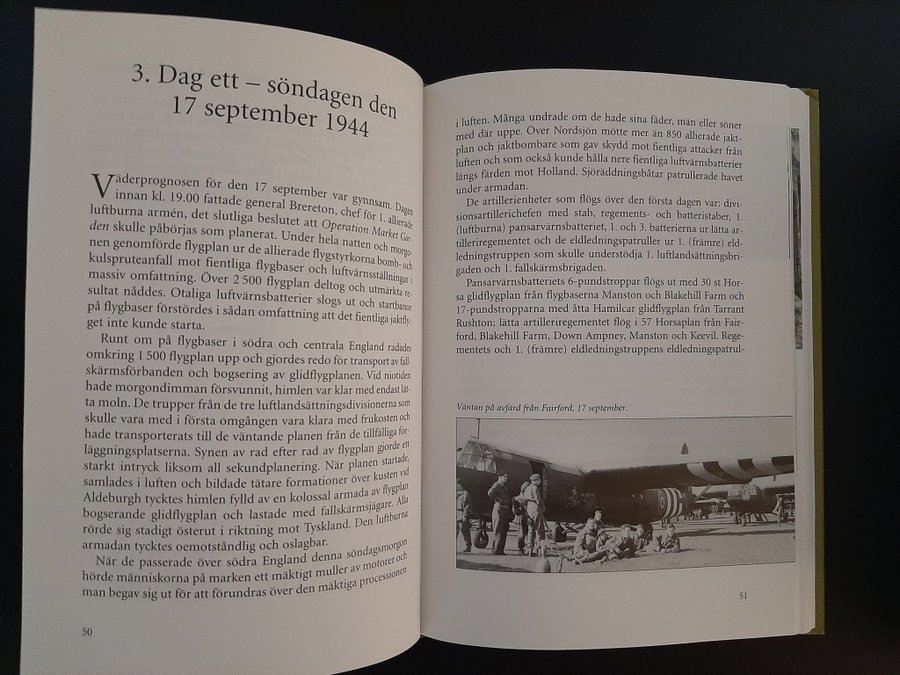 3. Dag ett – söndagen den
17 september 1944
Väderprognosen för den 17 september var gynnsam. Dagen
innan kl. 19.00 fattade general Brereton, chef för 1. allierade
luftburna armén, det slutliga beslutet att Operation Market Gar-
den skulle påbörjas som planerat. Under hela natten och morgo-
nen genomförde flygplan ur de allierade flygstyrkorna bomb- och
kulspruteanfall mot fientliga flygbaser och luftvärnsställningar i
massiv omfattning. Över 2 500 flygplan deltog och utmärkta re-
sultat nåddes. Otaliga luftvärnsbatterier slogs ut och startbanor
på flygbaser förstördes i sådan omfattning att det fientliga jaktfly-
get inte kunde starta.
Runt om på flygbaser i södra och centrala England radades
omkring 1 500 flygplan upp och gjordes redo för transport av fall-
skärmsförbanden och bogsering av glidflygplanen. Vid niotiden
hade morgondimman försvunnit, himlen var klar med endast lät-
ta moln. De trupper från de tre luftlandsättningsdivisionerna som
skulle vara med i första omgången var klara med frukosten och
hade transporterats till de väntande planen från de tillfälliga för-
läggningsplatserna. Synen av rad efter rad av flygplan gjorde ett
starkt intryck liksom all sekundplanering. När planen startade,
samlades i luften och bildade tätare formationer över kusten vid
Aldeburgh tycktes himlen fylld av en kolossal armada av flygplan
bogserande glidflygplan och lastade med fallskärmsjägare. Alla
rörde sig stadigt österut i riktning mot Tyskland. Den luftburna
armadan tycktes oemotståndlig och oslagbar.
När de passerade över södra England denna söndagsmorgon
hörde människorna på marken ett mäktigt muller av motorer och
man begav sig ut för att förundras över den mäktiga processionen
50
i luften. Många undrade om de hade sina fäder, män eller söner
med där uppe. Över Nordsjön mötte mer än 850 allierade jakt-
plan och jaktbombare som gav skydd mot fientliga attacker från
luften och som också kunde hålla nere fientliga luftvärnsbatterier
längs färden mot Holland. Sjöräddningsbåtar patrullerade havet
under armadan.
De artillerienheter som flögs över den första dagen var: divi-
sionsartillerichefen med stab, regements- och batteristaber, 1.
(luftburna) pansarvärnsbatteriet, 1. och 3. batterierna ur lätta ar-
tilleriregementet och de eldledningspatruller ur 1. (främre) eld-
ledningstruppen som skulle understödja 1. luftlandsättningsbri-
gaden och 1. fallskärmsbrigaden.
Pansarvärnsbatteriets 6-pundstroppar flögs ut med 30 st Hor-
sa glidflygplan från flygbaserna Manston och Blakehill Farm och
17-pundstropparna med åtta Hamilcar glidflygplan från Tarrant
Rushton; lätta artilleriregementet flög i 57 Horsaplan från Fair-
ford, Blakehill Farm, Down Ampney, Manston och Keevil. Rege-
mentets och 1. (främre) eldledningstruppens eldledningspatrul-
Väntan på avfärd från Fairford, 17 september.
51